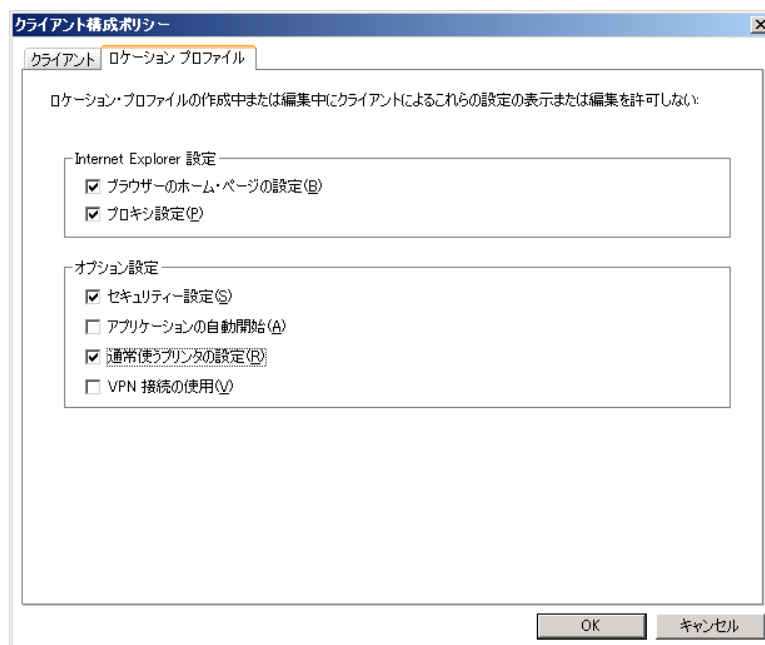 クライアント構成ポリシー
クライアント
ロケーション プロファイル
ロケーション・プロファイルの作成中または編集中にクライアントによるこれらの設定の表示または編集を許可しない:
Internet Explorer 設定
ブラウザーのホーム・ページの設定(B)
プロキシ設定(P)
オプション設定
セキュリティー設定(S)
アプリケーションの自動開始(A)
通常使うプリンタの設定(R)
VPN 接続の使用(V)
OK
キャンセル